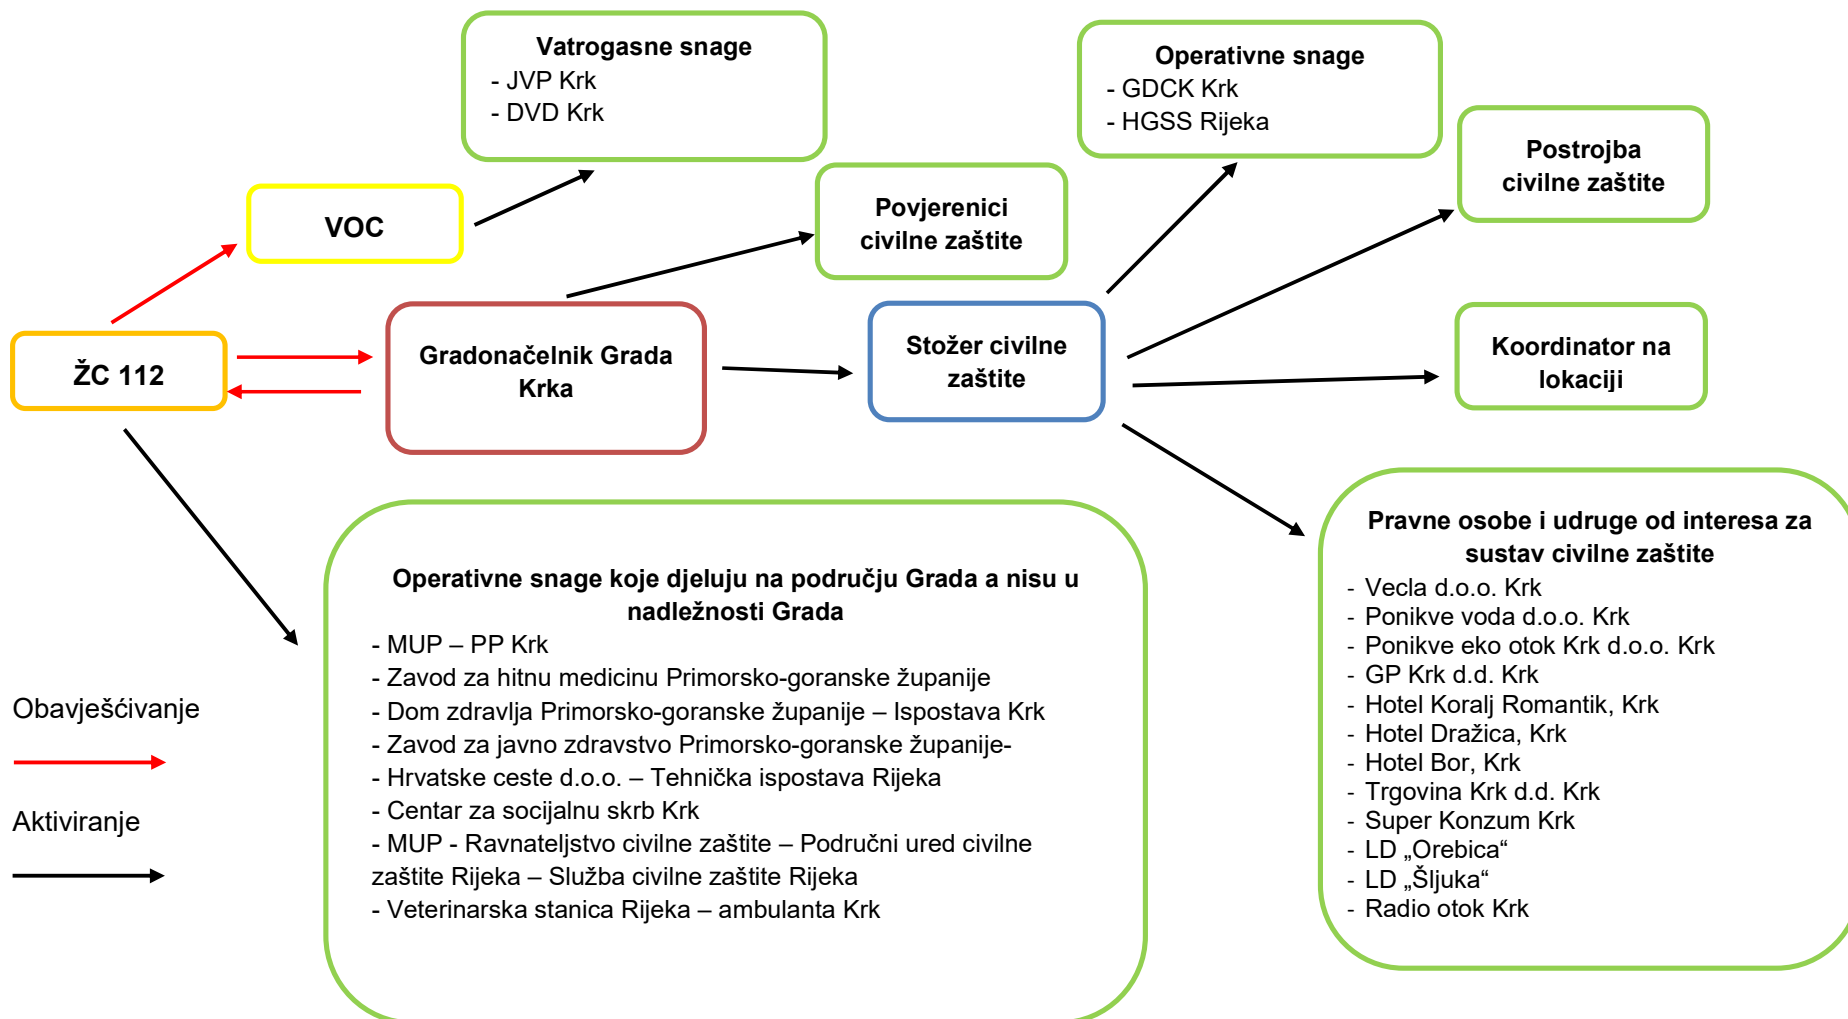 Vatrogasne snage
- JVP Krk
- DVD Krk
Operativne snage
- GDCK Krk
- HGSS Rijeka
Postrojba
civilne zaštite
VOC
Povjerenici
civilne zaštite
ŽC 112
Gradonačelnik Grada
Krka
Stožer civilne
zaštite
Koordinator na
lokaciji
Operativne snage koje djeluju na području Grada a nisu u
nadležnosti Grada
- MUP – PP Krk
- Zavod za hitnu medicinu Primorsko-goranske županije
- Dom zdravlja Primorsko-goranske županije – Ispostava Krk
- Zavod za javno zdravstvo Primorsko-goranske županije-
- Hrvatske ceste d.o.o. – Tehnička ispostava Rijeka
- Centar za socijalnu skrb Krk
- MUP - Ravnateljstvo civilne zaštite – Područni ured civilne
zaštite Rijeka – Služba civilne zaštite Rijeka
- Veterinarska stanica Rijeka – ambulanta Krk
Pravne osobe i udruge od interesa za
sustav civilne zaštite
- Vecla d.o.o. Krk
- Ponikve voda d.o.o. Krk
- Ponikve eko otok Krk d.o.o. Krk
- GP Krk d.d. Krk
- Hotel Koralj Romantik, Krk
- Hotel Dražica, Krk
- Hotel Bor, Krk
- Trgovina Krk d.d. Krk
- Super Konzum Krk
- LD „Orebica“
- LD „Šljuka“
- Radio otok Krk
Obavješćivanje
Aktiviranje